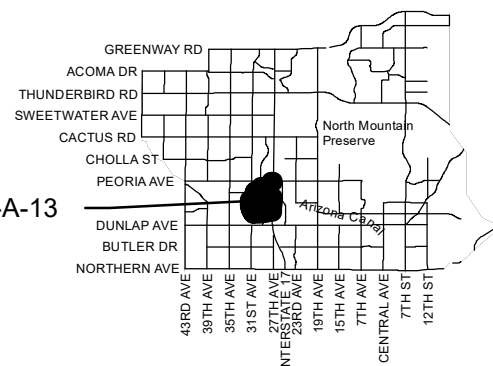 GREENWAY RD
ACOMA DR
THUNDERBIRD RD
SWEETWATER AVE
CACTUS RD
CHOLLA ST
PEORIA AVE
DUNLAP AVE
BUTLER DR
NORTHERN AVE
North Mountain
Preserve
Arizona Canal
-A-13
43RD AVE
39TH AVE
35TH AVE
31ST AVE
27TH AVE
NTERSTATE 17
23RD AVE
19TH AVE
15TH AVE
7TH AVE
CENTRAL AVE
7TH ST
12TH ST